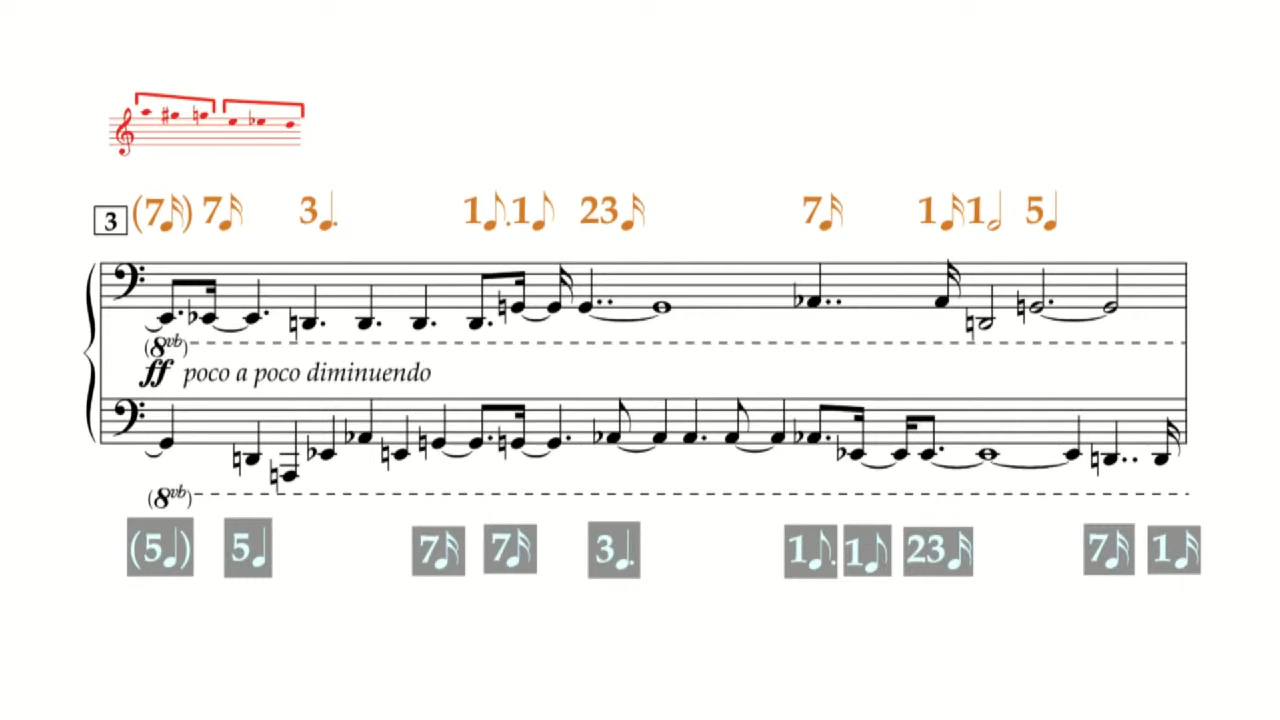 3 (7) 7 3 1 1 23 7 1 1 5
(8vb)
ff poco a poco diminuendo
(8vb)
(5) 5 7 7 3 1 1 23 7 1